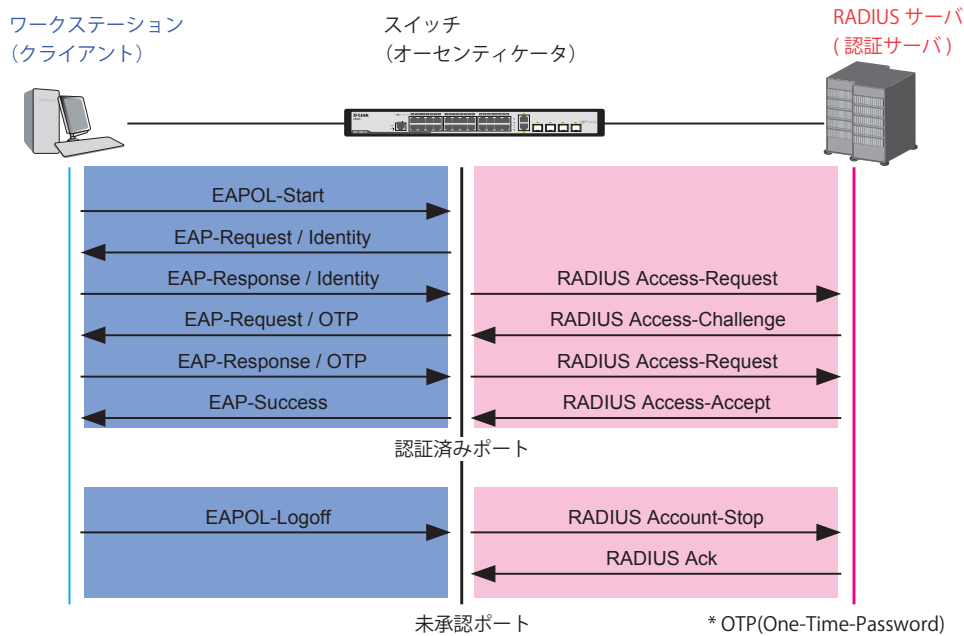 ワークステーション
（クライアント）
スイッチ
（オーセンティケータ）
RADIUS サーバ
( 認証サーバ )
D-Link
EAPOL-Start
EAP-Request / Identity
EAP-Response / Identity
RADIUS Access-Request
EAP-Request / OTP
RADIUS Access-Challenge
EAP-Response / OTP
RADIUS Access-Request
EAP-Success
RADIUS Access-Accept
認証済みポート
EAPOL-Logoff
RADIUS Account-Stop
RADIUS Ack
未承認ポート
* OTP(One-Time-Password)